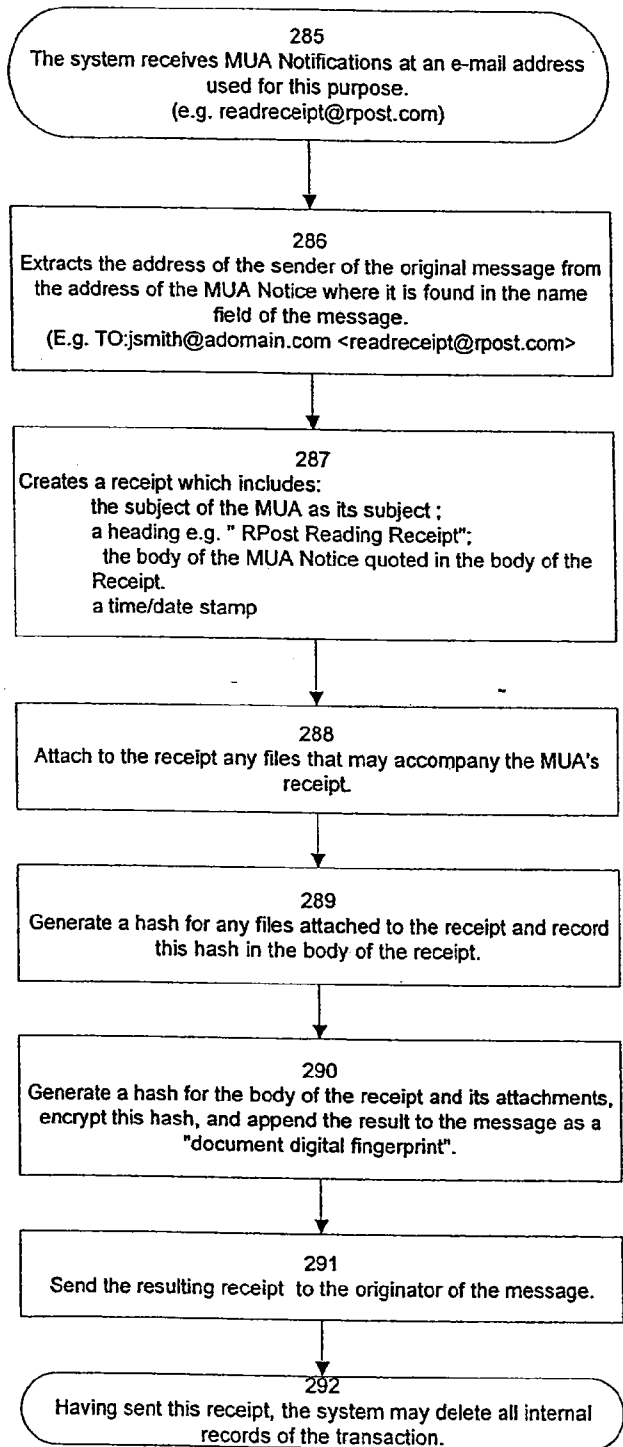 285
The system receives MUA Notifications at an e-mail address
used for this purpose.
(e.g. readreceipt@rpost.com)
286
Extracts the address of the sender of the original message from
the address of the MUA Notice where it is found in the name
field of the message.
(E.g. TO:jsmith@adomain.com <readreceipt@rpost.com>
287
Creates a receipt which includes:
the subject of the MUA as its subject ;
a heading e.g. " RPost Reading Receipt";
the body of the MUA Notice quoted in the body of the
Receipt.
a time/date stamp
288
Attach to the receipt any files that may accompany the MUA's
receipt.
289
Generate a hash for any files attached to the receipt and record
this hash in the body of the receipt.
290
Generate a hash for the body of the receipt and its attachments,
encrypt this hash, and append the result to the message as a
"document digital fingerprint".
291
Send the resulting receipt to the originator of the message.
292
Having sent this receipt, the system may delete all internal
records of the transaction.